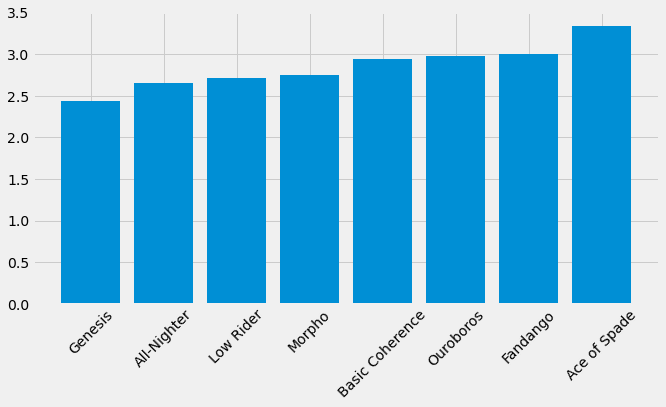 3.5
3.0
2.5
2.0
1.5
1.0
0.5
0.0
Genesis
All-Nighter
Low Rider
Morpho
Basic Coherence
Ouroboros
Fandango
Ace of Spade